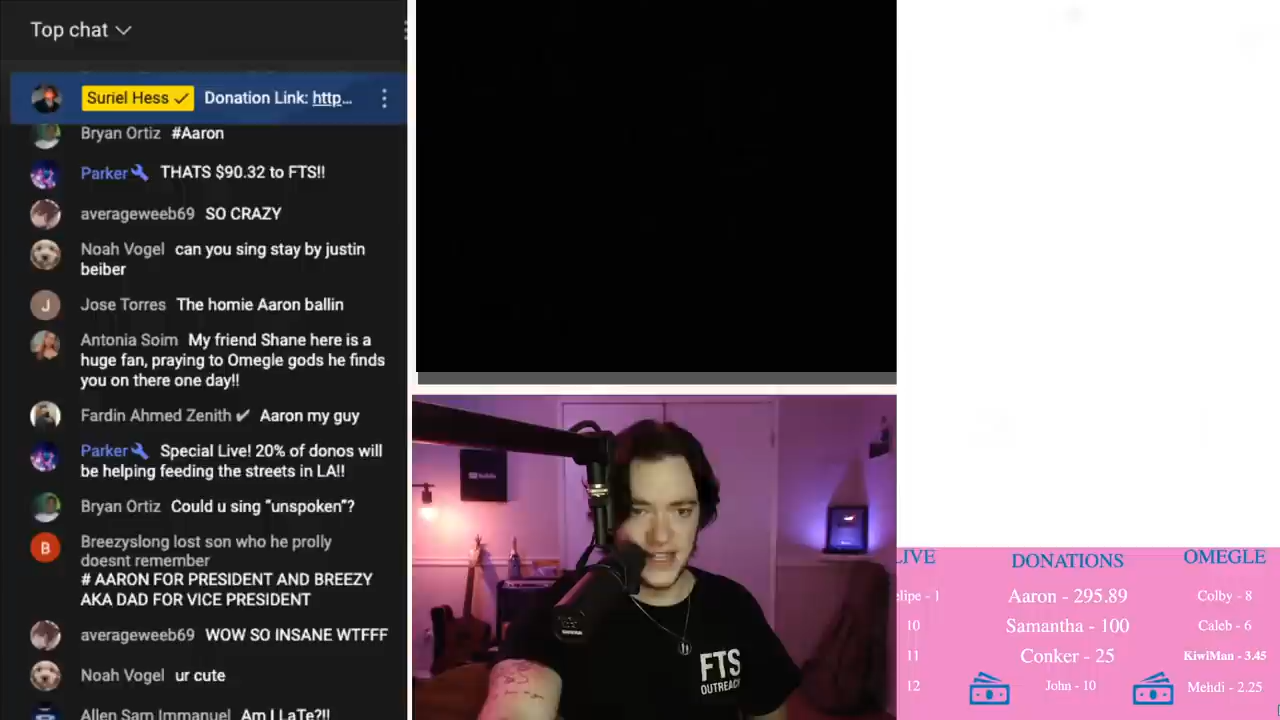 Top chat
Suriel Hess Donation Link: http...
Bryan Ortiz #Aaron
Parker THATS $90.32 to FTS!!
averageweeb69 SO CRAZY
Noah Vogel can you sing stay by justin
beiber
Jose Torres The homie Aaron ballin
Antonia Soim My friend Shane here is a
huge fan, praying to Omegle gods he finds
you on there one day!!
Fardin Ahmed Zenith Aaron my guy
Parker Special Live! 20% of donos will
be helping feeding the streets in LA!!
Bryan Ortiz Could u sing “unspoken”?
B
Breezyslong lost son who he prolly
doesnt remember
# AARON FOR PRESIDENT AND BREEZY
AKA DAD FOR VICE PRESIDENT
averageweeb69 WOW SO INSANE WTFFF
Noah Vogel ur cute
Allen Sam Immanuel Am I LaTe?!!
J
FTS
OUTREACH
LIVE
elipe - 1
10
11
12
DONATIONS
Aaron - 295.89
Samantha - 100
Conker - 25
John - 10
OMEGLE
Colby - 8
Caleb - 6
KiwlMan - 3.45
Mehdi - 2.25